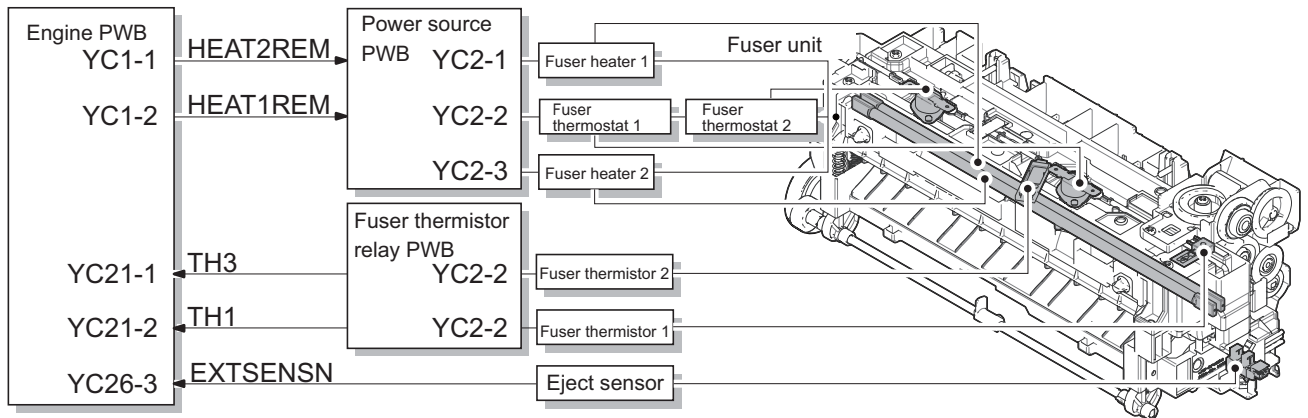 Engine PWB
YC1-1
YC1-2
YC21-1
YC21-2
YC26-3
HEAT2REM
HEAT1REM
TH3
TH1
EXTSENSN
Power source
PWB
YC2-1
YC2-2
YC2-3
Fuser thermistor
relay PWB
YC2-2
YC2-2
Fuser heater 1
Fuser
thermostat 1
Fuser
thermostat 2
Fuser heater 2
Fuser thermistor 2
Fuser thermistor 1
Eject sensor
Fuser unit